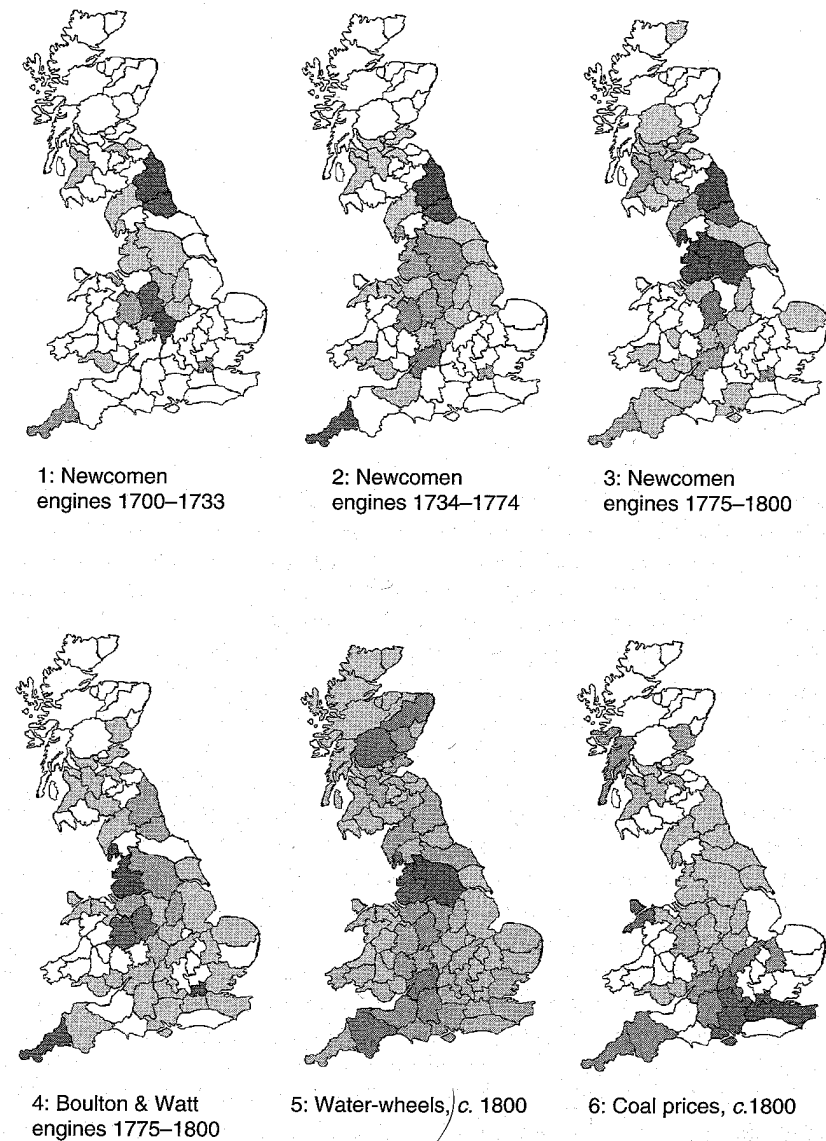 1: Newcomen
engines 1700–1733
2: Newcomen
engines 1734–1774
3: Newcomen
engines 1775–1800
4: Boulton & Watt
engines 1775–1800
5: Water-wheels, c. 1800
6: Coal prices, c.1800